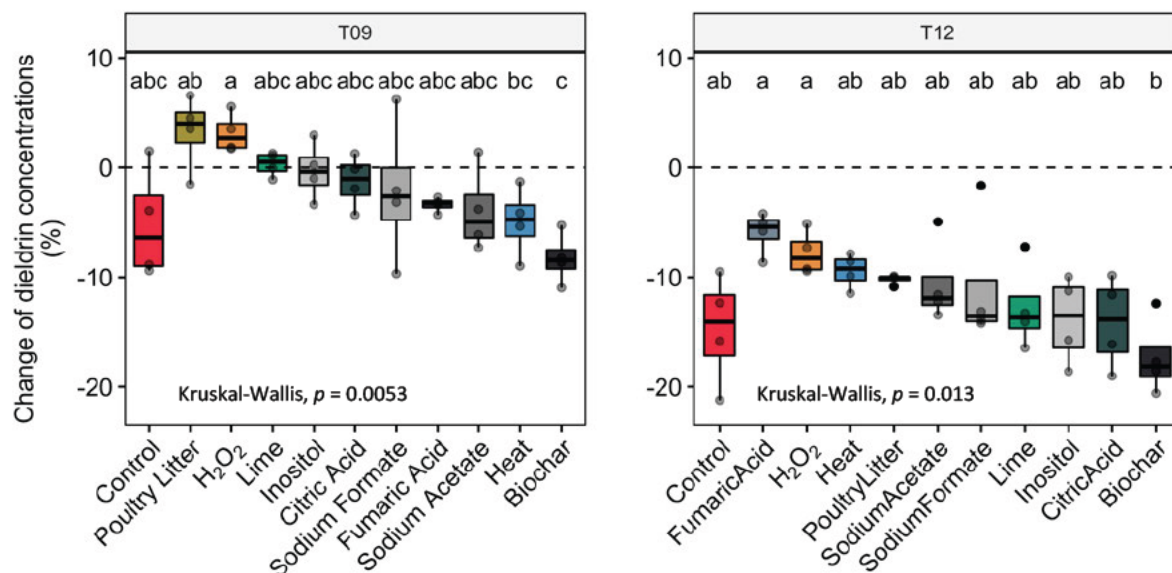 Change of dieldrin concentrations
(%)
T09
10
0
-10
-20
abc ab a abc abc abc abc abc abc bc c
Kruskal-Wallis, p = 0.0053
Control
Poultry Litter
H₂O₂
Lime
Inositol
Citric Acid
Sodium Formate
Fumaric Acid
Sodium Acetate
Heat
Biochar
T12
10
0
-10
-20
ab a a ab ab ab ab ab ab ab b
Kruskal-Wallis, p = 0.013
Control
FumaricAcid
H₂O₂
Heat
PoultryLitter
SodiumAcetate
SodiumFormate
Lime
Inositol
CitricAcid
Biochar